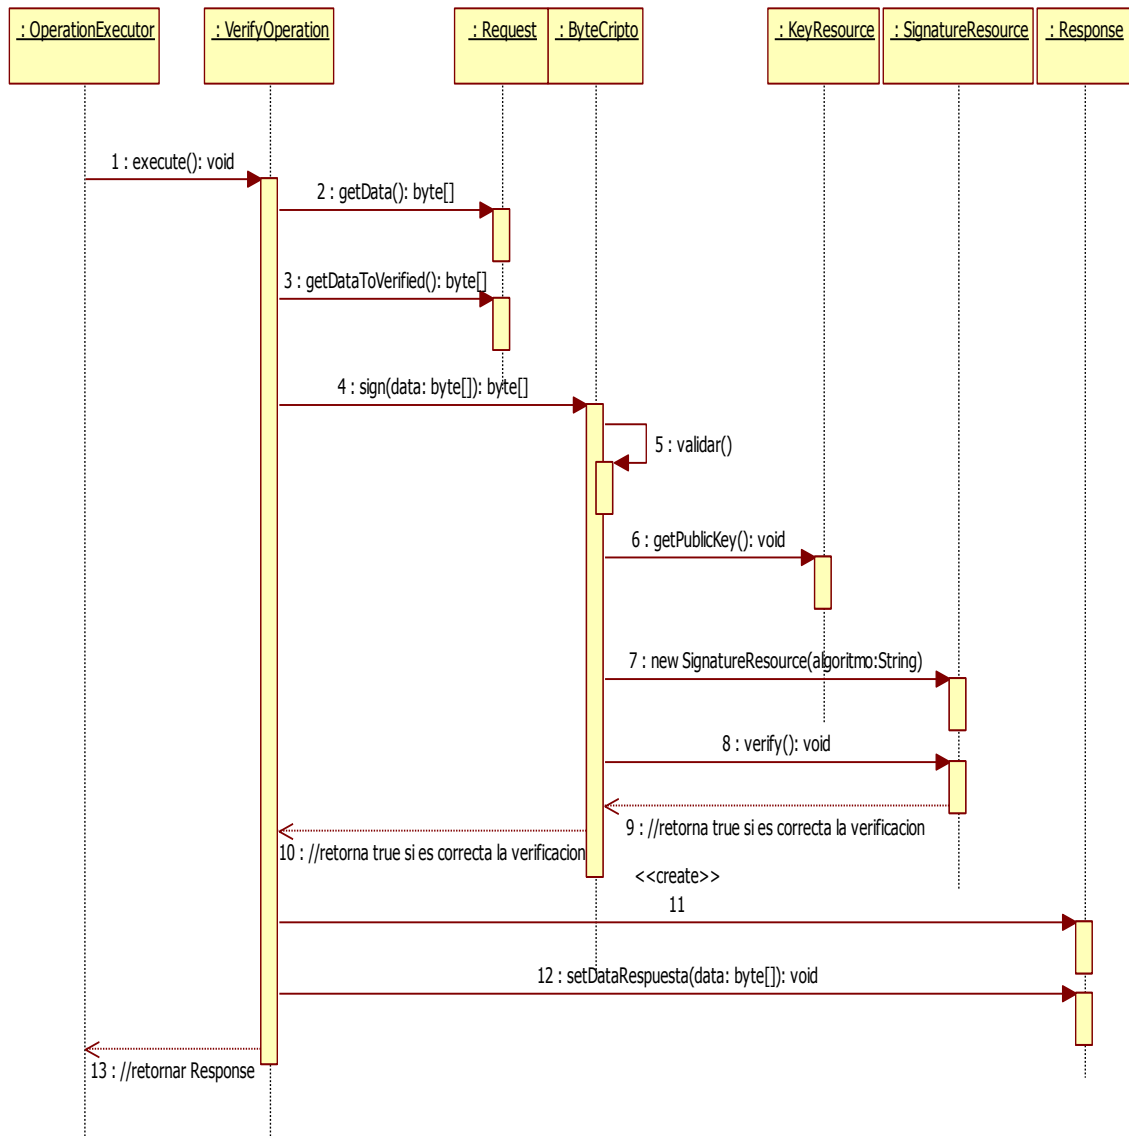 : OperationExecutor
: VerifyOperation
: Request
: ByteCripto
: KeyResource
: SignatureResource
: Response
1 : execute(): void
2 : getData(): byte[]
3 : getDataToVerified(): byte[]
4 : sign(data: byte[]): byte[]
5 : validar()
6 : getPublicKey(): void
7 : new SignatureResource(algoritmo:String)
8 : verify(): void
9 : //retorna true si es correcta la verificacion
10 : //retorna true si es correcta la verificacion
<<create>>
11
12 : setDataRespuesta(data: byte[]): void
13 : //retornar Response